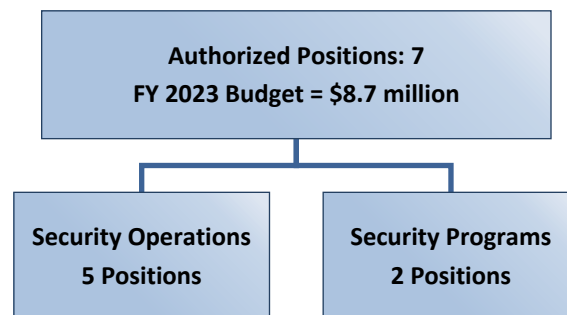 Authorized Positions: 7
FY 2023 Budget = $8.7 million
Security Operations
5 Positions
Security Programs
2 Positions